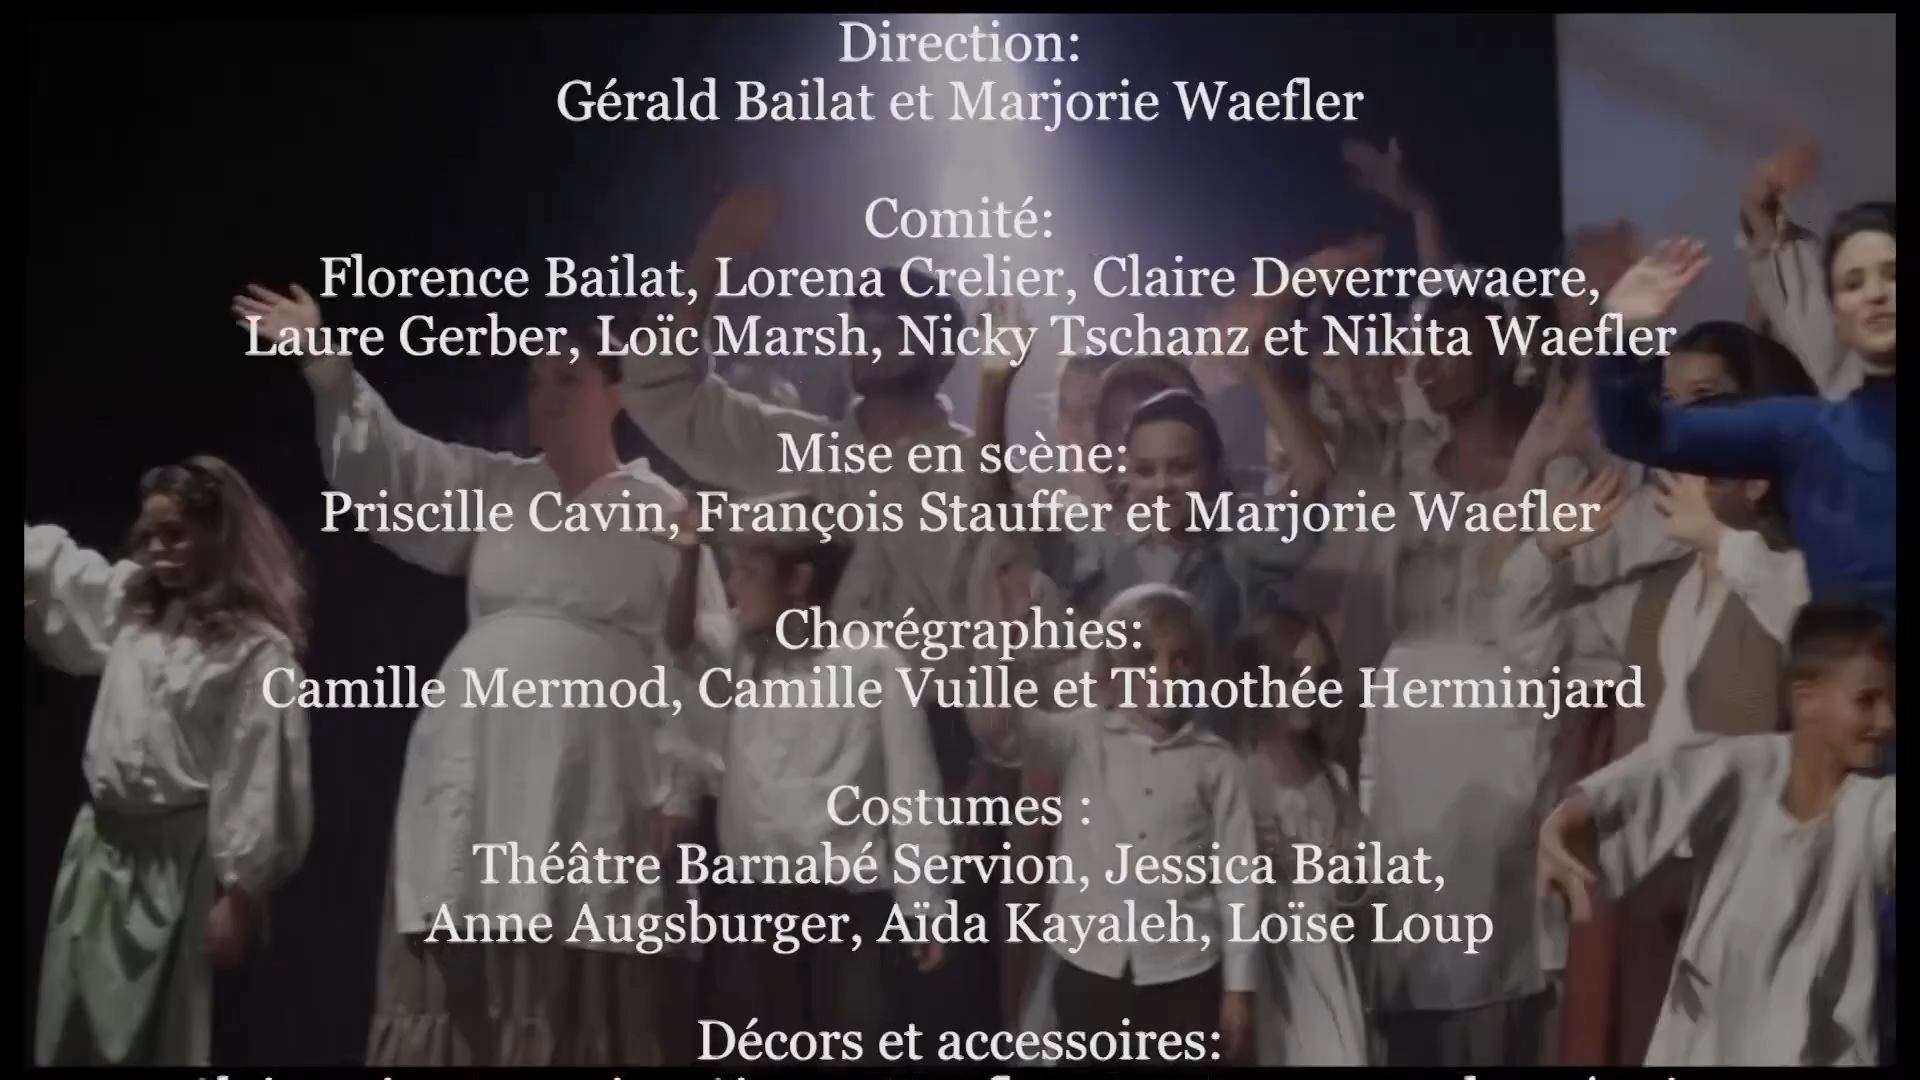 Direction:
Gérald Bailat et Marjorie Waefler
Comité:
Florence Bailat, Lorena Crelier, Claire Deverrewaere,
Laure Gerber, Loïc Marsh, Nicky Tschanz et Nikita Waefler
Mise en scène:
Priscille Cavin, François Stauffer et Marjorie Waefler
Chorégraphies:
Camille Mermod, Camille Vuille et Timothée Herminjard
Costumes :
Théâtre Barnabé Servion, Jessica Bailat,
Anne Augsburger, Aïda Kayaleh, Loïse Loup
Décors et accessoires: